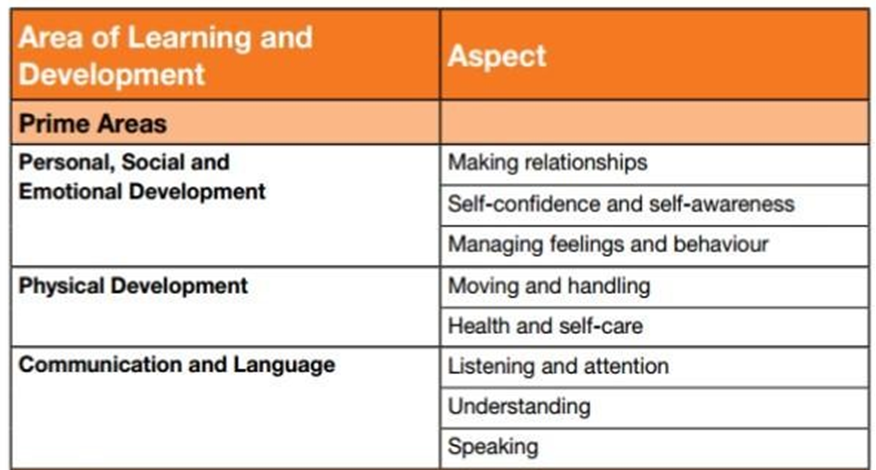 Area of Learning and
Development
Aspect
Prime Areas
Personal, Social and
Emotional Development
Making relationships
Self-confidence and self-awareness
Managing feelings and behaviour
Physical Development
Moving and handling
Health and self-care
Communication and Language
Listening and attention
Understanding
Speaking